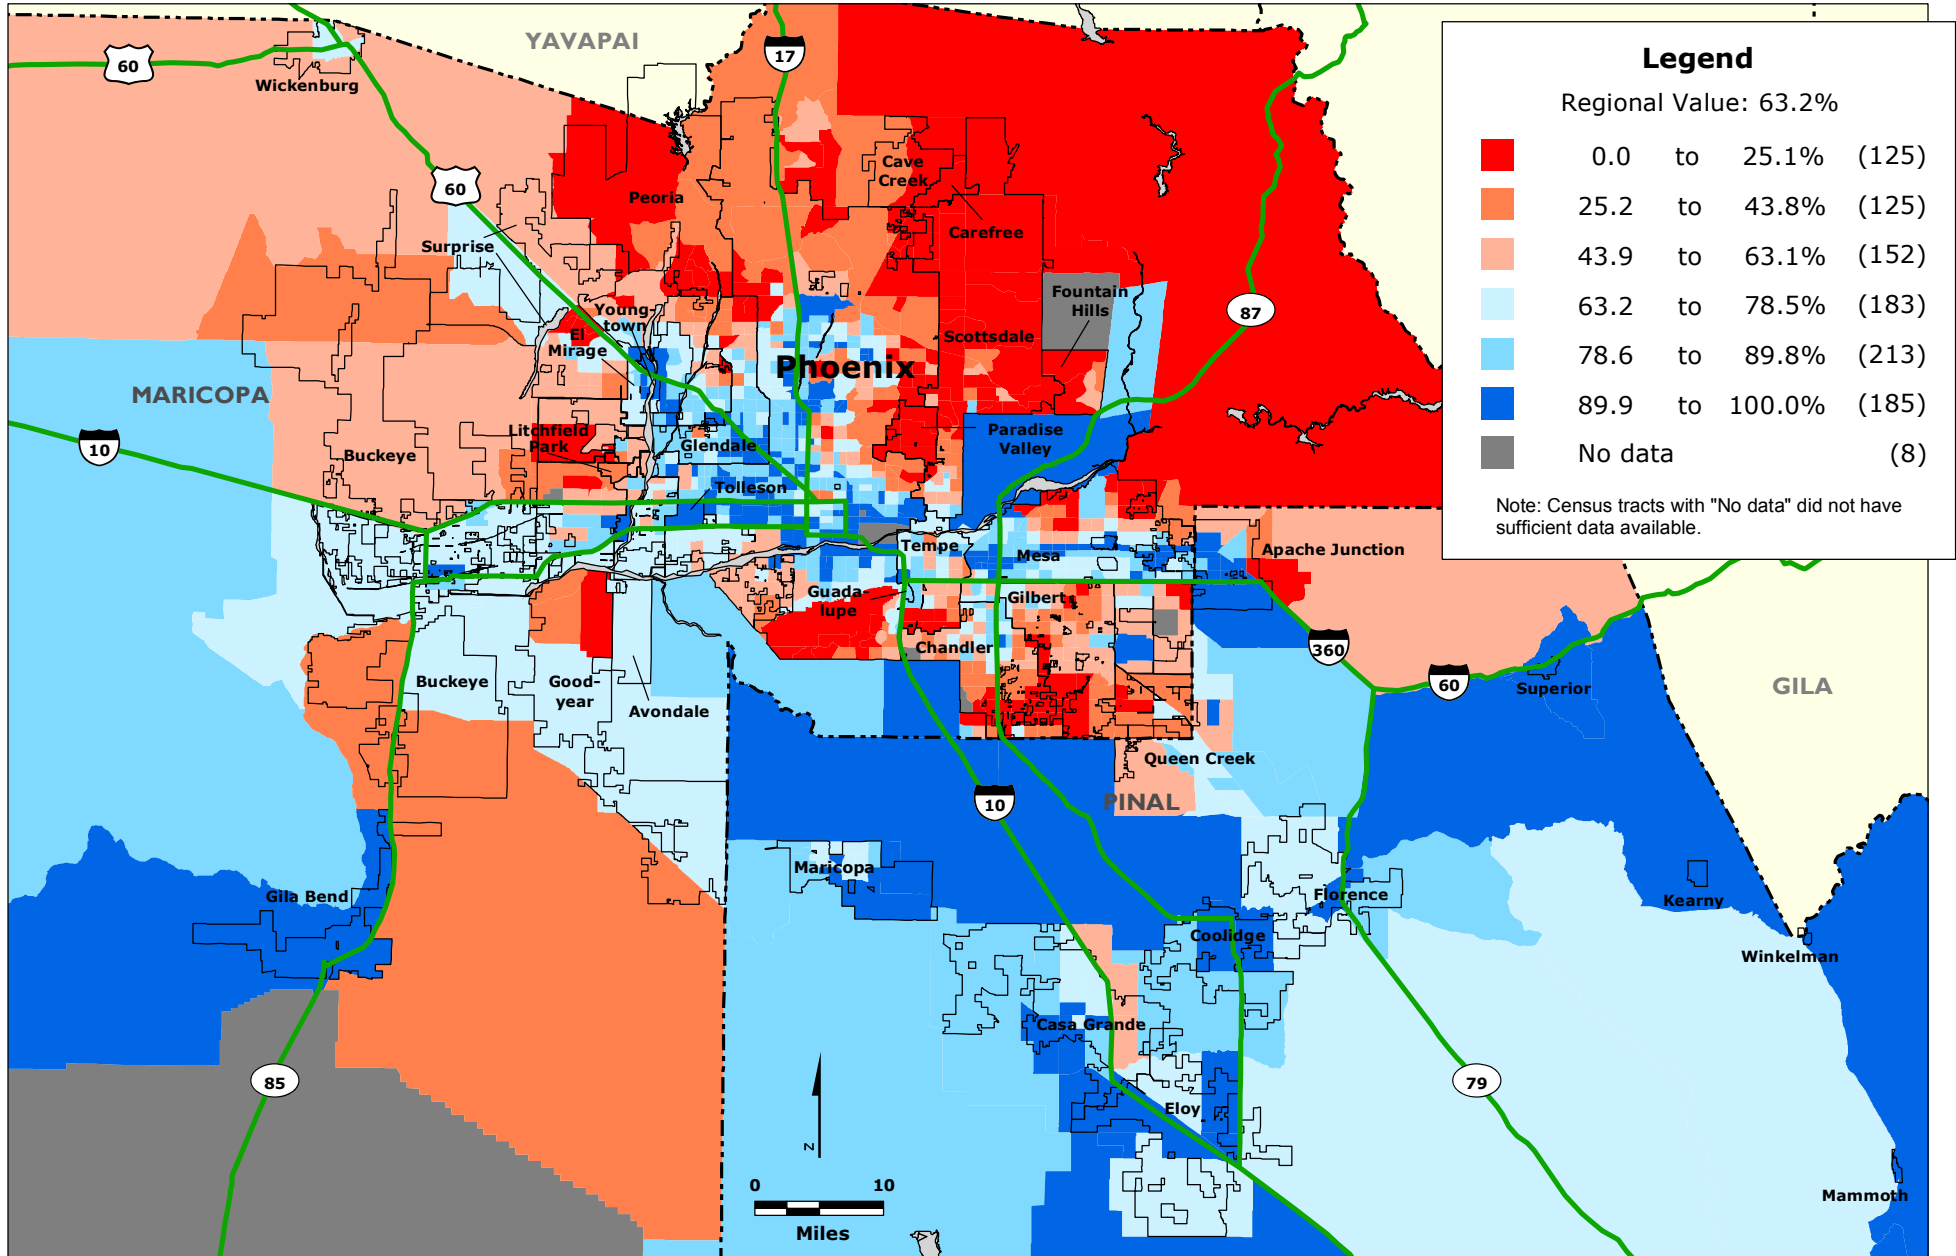 YAVAPAI
17
60
Wickenburg
60
Cave
Creek
Peoria
Carefree
Surprise
Fountain
Hills
Young-
town
87
El
Mirage
Scottsdale
Phoenix
MARICOPA
Litchfield
Park
Glendale
Paradise
Valley
10
Buckeye
Tolleson
Tempe
Mesa
Apache Junction
Guada-
lupe
Gilbert
Chandler
360
Buckeye
Good-
year
Avondale
60
Superior
GILA
Queen Creek
10
PINAL
Maricopa
Gila Bend
Florence
Kearny
Coolidge
Winkelman
Casa Grande
85
79
Eloy
Mammoth
N
0 10
Miles
Legend
Regional Value: 63.2%
0.0 to 25.1% (125)
25.2 to 43.8% (125)
43.9 to 63.1% (152)
63.2 to 78.5% (183)
78.6 to 89.8% (213)
89.9 to 100.0% (185)
No data (8)
Note: Census tracts with "No data" did not have
sufficient data available.